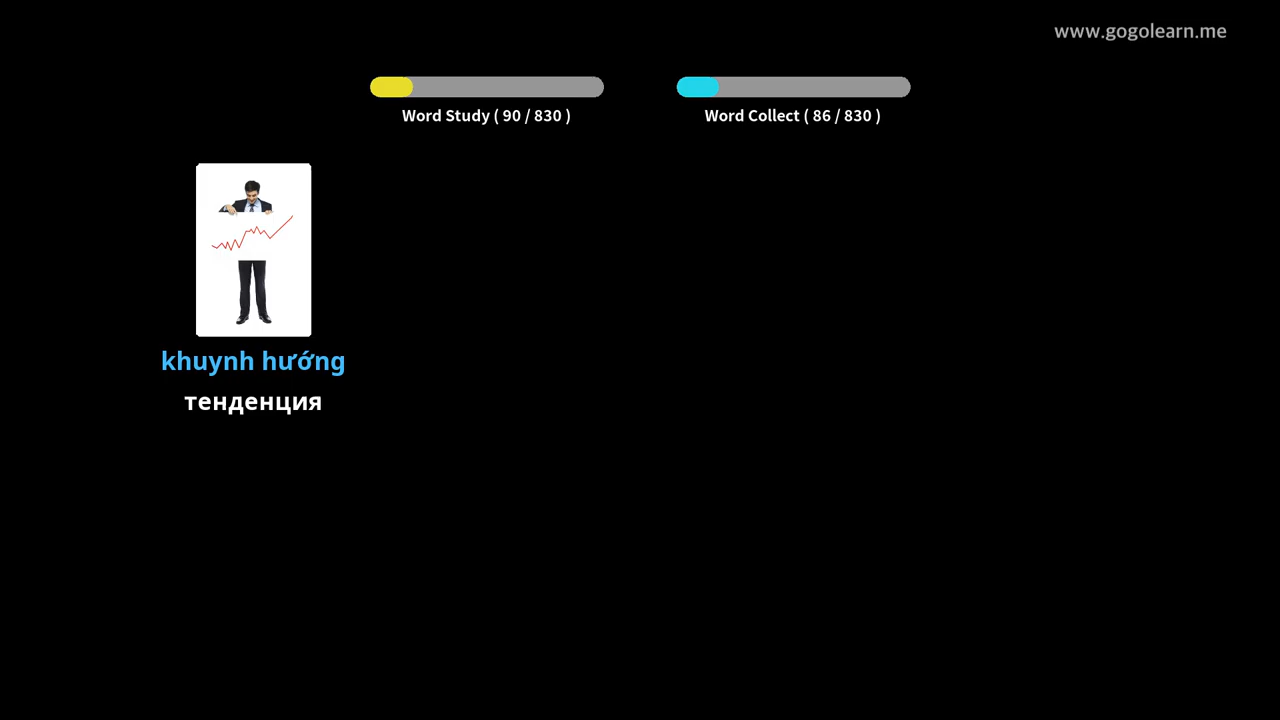 www.gogolearn.me
Word Study ( 90 / 830 )
Word Collect ( 86 / 830 )
khuynh hướng
тенденция